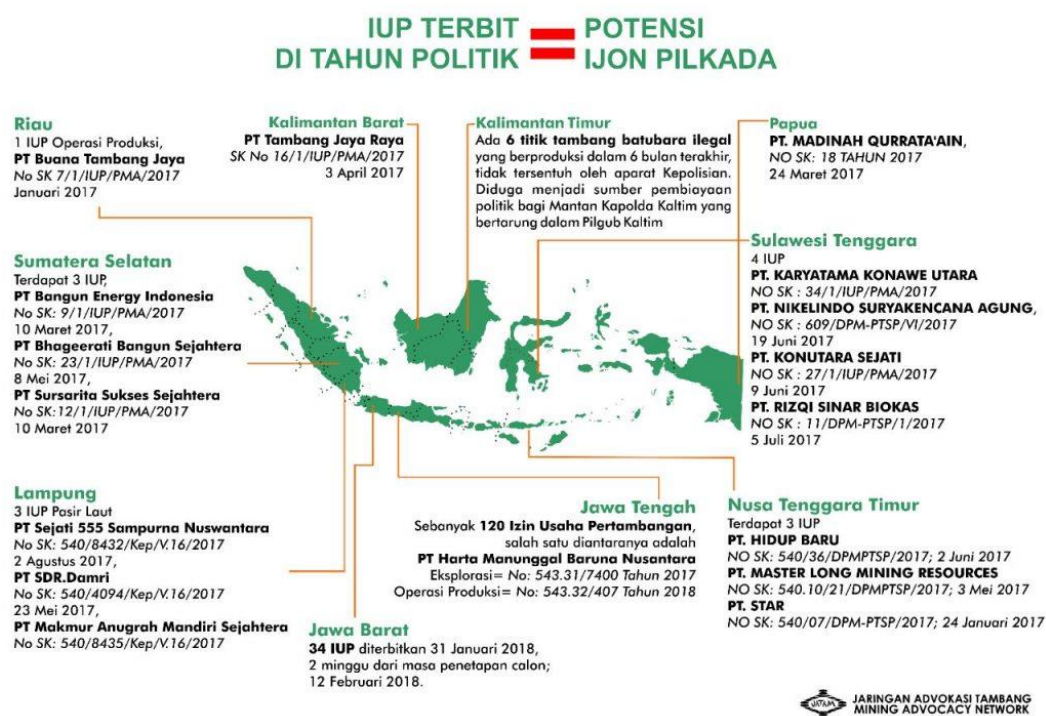 IUP TERBIT
DI TAHUN POLITIK
=
POTENSI
IJON PILKADA
Riau
1 IUP Operasi Produksi,
PT Buana Tambang Jaya
No SK 7/1/IUP/PMA/2017
Januari 2017
Kalimantan Barat
PT Tambang Jaya Raya
SK No 16/1/IUP/PMA/2017
3 April 2017
Kalimantan Timur
Ada 6 titik tambang batubara ilegal
yang berproduksi dalam 6 bulan terakhir,
tidak tersentuh oleh aparat Kepolisian.
Diduga menjadi sumber pembiayaan
politik bagi Mantan Kapolda Kaltim yang
bertarung dalam Pilgub Kaltim
Papua
PT. MADINAH QURRATA'AIN,
NO SK: 18 TAHUN 2017
24 Maret 2017
Sumatera Selatan
Terdapat 3 IUP,
PT Bangun Energy Indonesia
No SK: 9/1/IUP/PMA/2017
10 Maret 2017,
PT Bhageerati Bangun Sejahtera
No SK: 23/1/IUP/PMA/2017
8 Mei 2017,
PT Sursarita Sukses Sejahtera
No SK:12/1/IUP/PMA/2017
10 Maret 2017
Sulawesi Tenggara
4 IUP
PT. KARYATAMA KONAWE UTARA
NO SK : 34/1/IUP/PMA/2017
PT. NIKELINDO SURYAKENCANA AGUNG,
NO SK : 609/DPM-PTSP/VI/2017
19 Juni 2017
PT. KONUTARA SEJATI
NO SK : 27/1/IUP/PMA/2017
9 Juni 2017
PT. RIZQI SINAR BIOKAS
NO SK : 11/DPM-PTSP/1/2017
5 Juli 2017
Lampung
3 IUP Pasir Laut
PT Sejati 555 Sampurna Nuswantara
No SK: 540/8432/Kep/V.16/2017
2 Agustus 2017,
PT SDR.Damri
No SK: 540/4094/Kep/V.16/2017
23 Mei 2017,
PT Makmur Anugrah Mandiri Sejahtera
No SK: 540/8435/Kep/V.16/2017
Jawa Barat
34 IUP diterbitkan 31 Januari 2018,
2 minggu dari masa penetapan calon;
12 Februari 2018.
Jawa Tengah
Sebanyak 120 Izin Usaha Pertambangan,
salah satu diantaranya adalah
PT Harta Manunggal Baruna Nusantara
Eksplorasi= No: 543.31/7400 Tahun 2017
Operasi Produksi= No: 543.32/407 Tahun 2018
Nusa Tenggara Timur
Terdapat 3 IUP
PT. HIDUP BARU
NO SK: 540/36/DPMPTSP/2017; 2 Juni 2017
PT. MASTER LONG MINING RESOURCES
NO SK: 540.10/21/DPMPTSP/2017; 3 Mei 2017
PT. STAR
NO SK: 540/07/DPM-PTSP/2017; 24 Januari 2017
JATAM
JARINGAN ADVOKASI TAMBANG
MINING ADVOCACY NETWORK